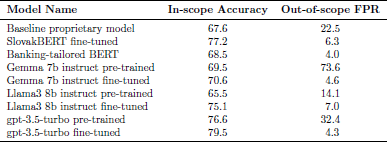 Model Name In-scope Accuracy Out-of-scope FPR
Baseline proprietary model 67.6 22.5
SlovakBERT fine-tuned 77.2 6.3
Banking-tailored BERT 68.5 4.0
Gemma 7b instruct pre-trained 69.5 73.6
Gemma 7b instruct fine-tuned 70.6 4.6
Llama3 8b instruct pre-trained 65.5 14.1
Llama3 8b instruct fine-tuned 75.1 7.0
gpt-3.5-turbo pre-trained 76.6 32.4
gpt-3.5-turbo fine-tuned 79.5 4.3